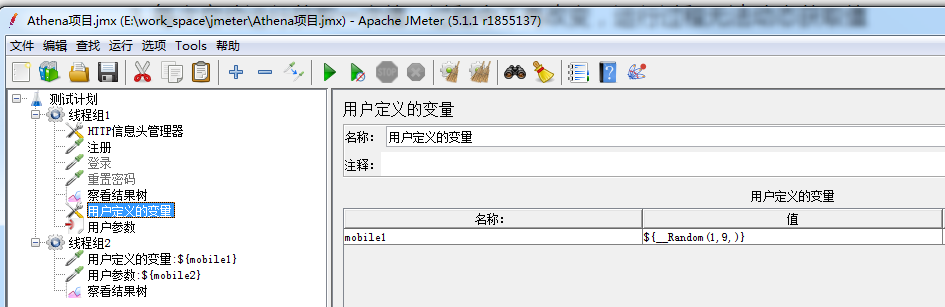 Athena项目.jmx (E:\work_space\jmeter\Athena项目.jmx) - Apache JMeter (5.1.1 r1855137)
文件 编辑 查找 运行 选项 Tools 帮助
测试计划
线程组1
HTTP信息头管理器
注册
登录
重置密码
察看结果树
用户定义的变量
用户参数
线程组2
用户定义的变量:${mobile1}
用户参数:${mobile2}
察看结果树
用户定义的变量
名称: 用户定义的变量
注释:
用户定义的变量
名称: 值
mobile1 ${__Random(1,9,)}